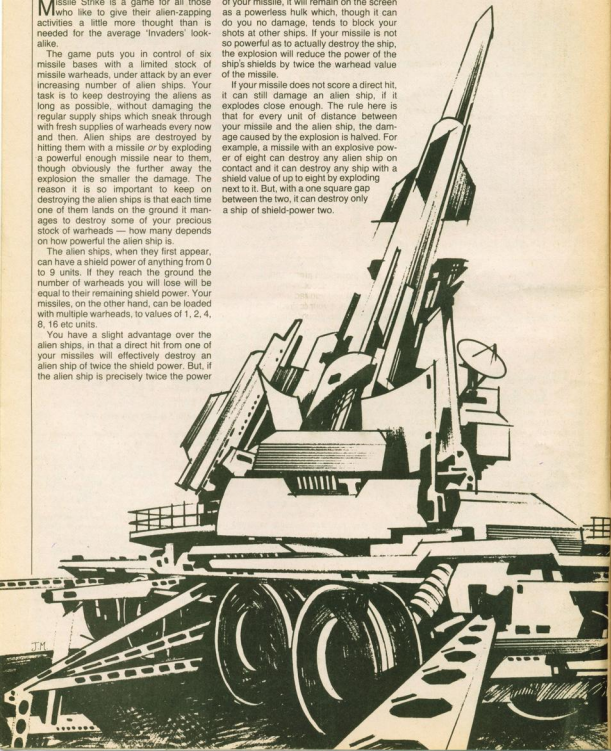 Missile Strike is a game for all those
who like to give their alien-zapping
activities a little more thought than is
needed for the average 'Invaders' look-
alike.
The game puts you in control of six
missile bases with a limited stock of
missile warheads, under attack by an ever
increasing number of alien ships. Your
task is to keep destroying the aliens as
long as possible, without damaging the
regular supply ships which sneak through
with fresh supplies of warheads every now
and then. Alien ships are destroyed by
hitting them with a missile or by exploding
a powerful enough missile near to them,
though obviously the further away the
explosion the smaller the damage. The
reason it is so important to keep on
destroying the alien ships is that each time
one of them lands on the ground it man-
ages to destroy some of your precious
stock of warheads — how many depends
on how powerful the alien ship is.
The alien ships, when they first appear,
can have a shield power of anything from 0
to 9 units. If they reach the ground the
number of warheads you will lose will be
equal to their remaining shield power. Your
missiles, on the other hand, can be loaded
with multiple warheads, to values of 1, 2, 4,
8, 16 etc units.
You have a slight advantage over the
alien ships, in that a direct hit from one of
your missiles will effectively destroy an
alien ship of twice the shield power. But, if
the alien ship is precisely twice the power
of your missile, it will remain on the screen
as a powerless hulk which, though it can
do you no damage, tends to block your
shots at other ships. If your missile is not
so powerful as to actually destroy the ship,
the explosion will reduce the power of the
ship's shields by twice the warhead value
of the missile.
If your missile does not score a direct hit,
it can still damage an alien ship, if it
explodes close enough. The rule here is
that for every unit of distance between
your missile and the alien ship, the dam-
age caused by the explosion is halved. For
example, a missile with an explosive pow-
er of eight can destroy any alien ship on
contact and it can destroy any ship with a
shield value of up to eight by exploding
next to it. But, with a one square gap
between the two, it can destroy only
a ship of shield-power two.
JM